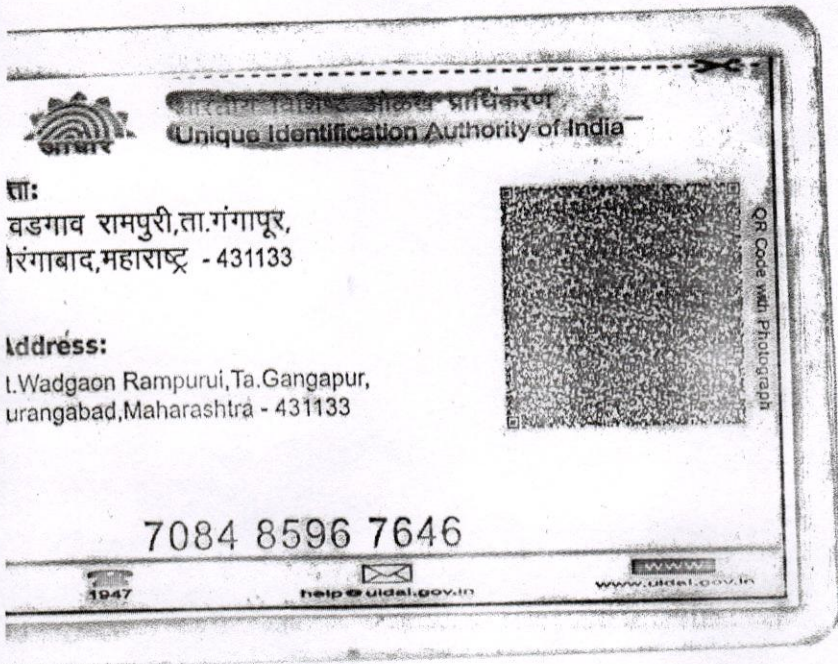 आधार
भारतीय विशिष्ट ओळख प्राधिकरण
Unique Identification Authority of India
ता:
वडगाव रामपुरी,ता.गंगापूर,
ौरंगाबाद,महाराष्ट्र - 431133
Address:
t.Wadgaon Rampurui,Ta.Gangapur,
urangabad,Maharashtra - 431133
QR Code with Photograph
7084 8596 7646
1947
help@uidai.gov.in
www
www.uidai.gov.in